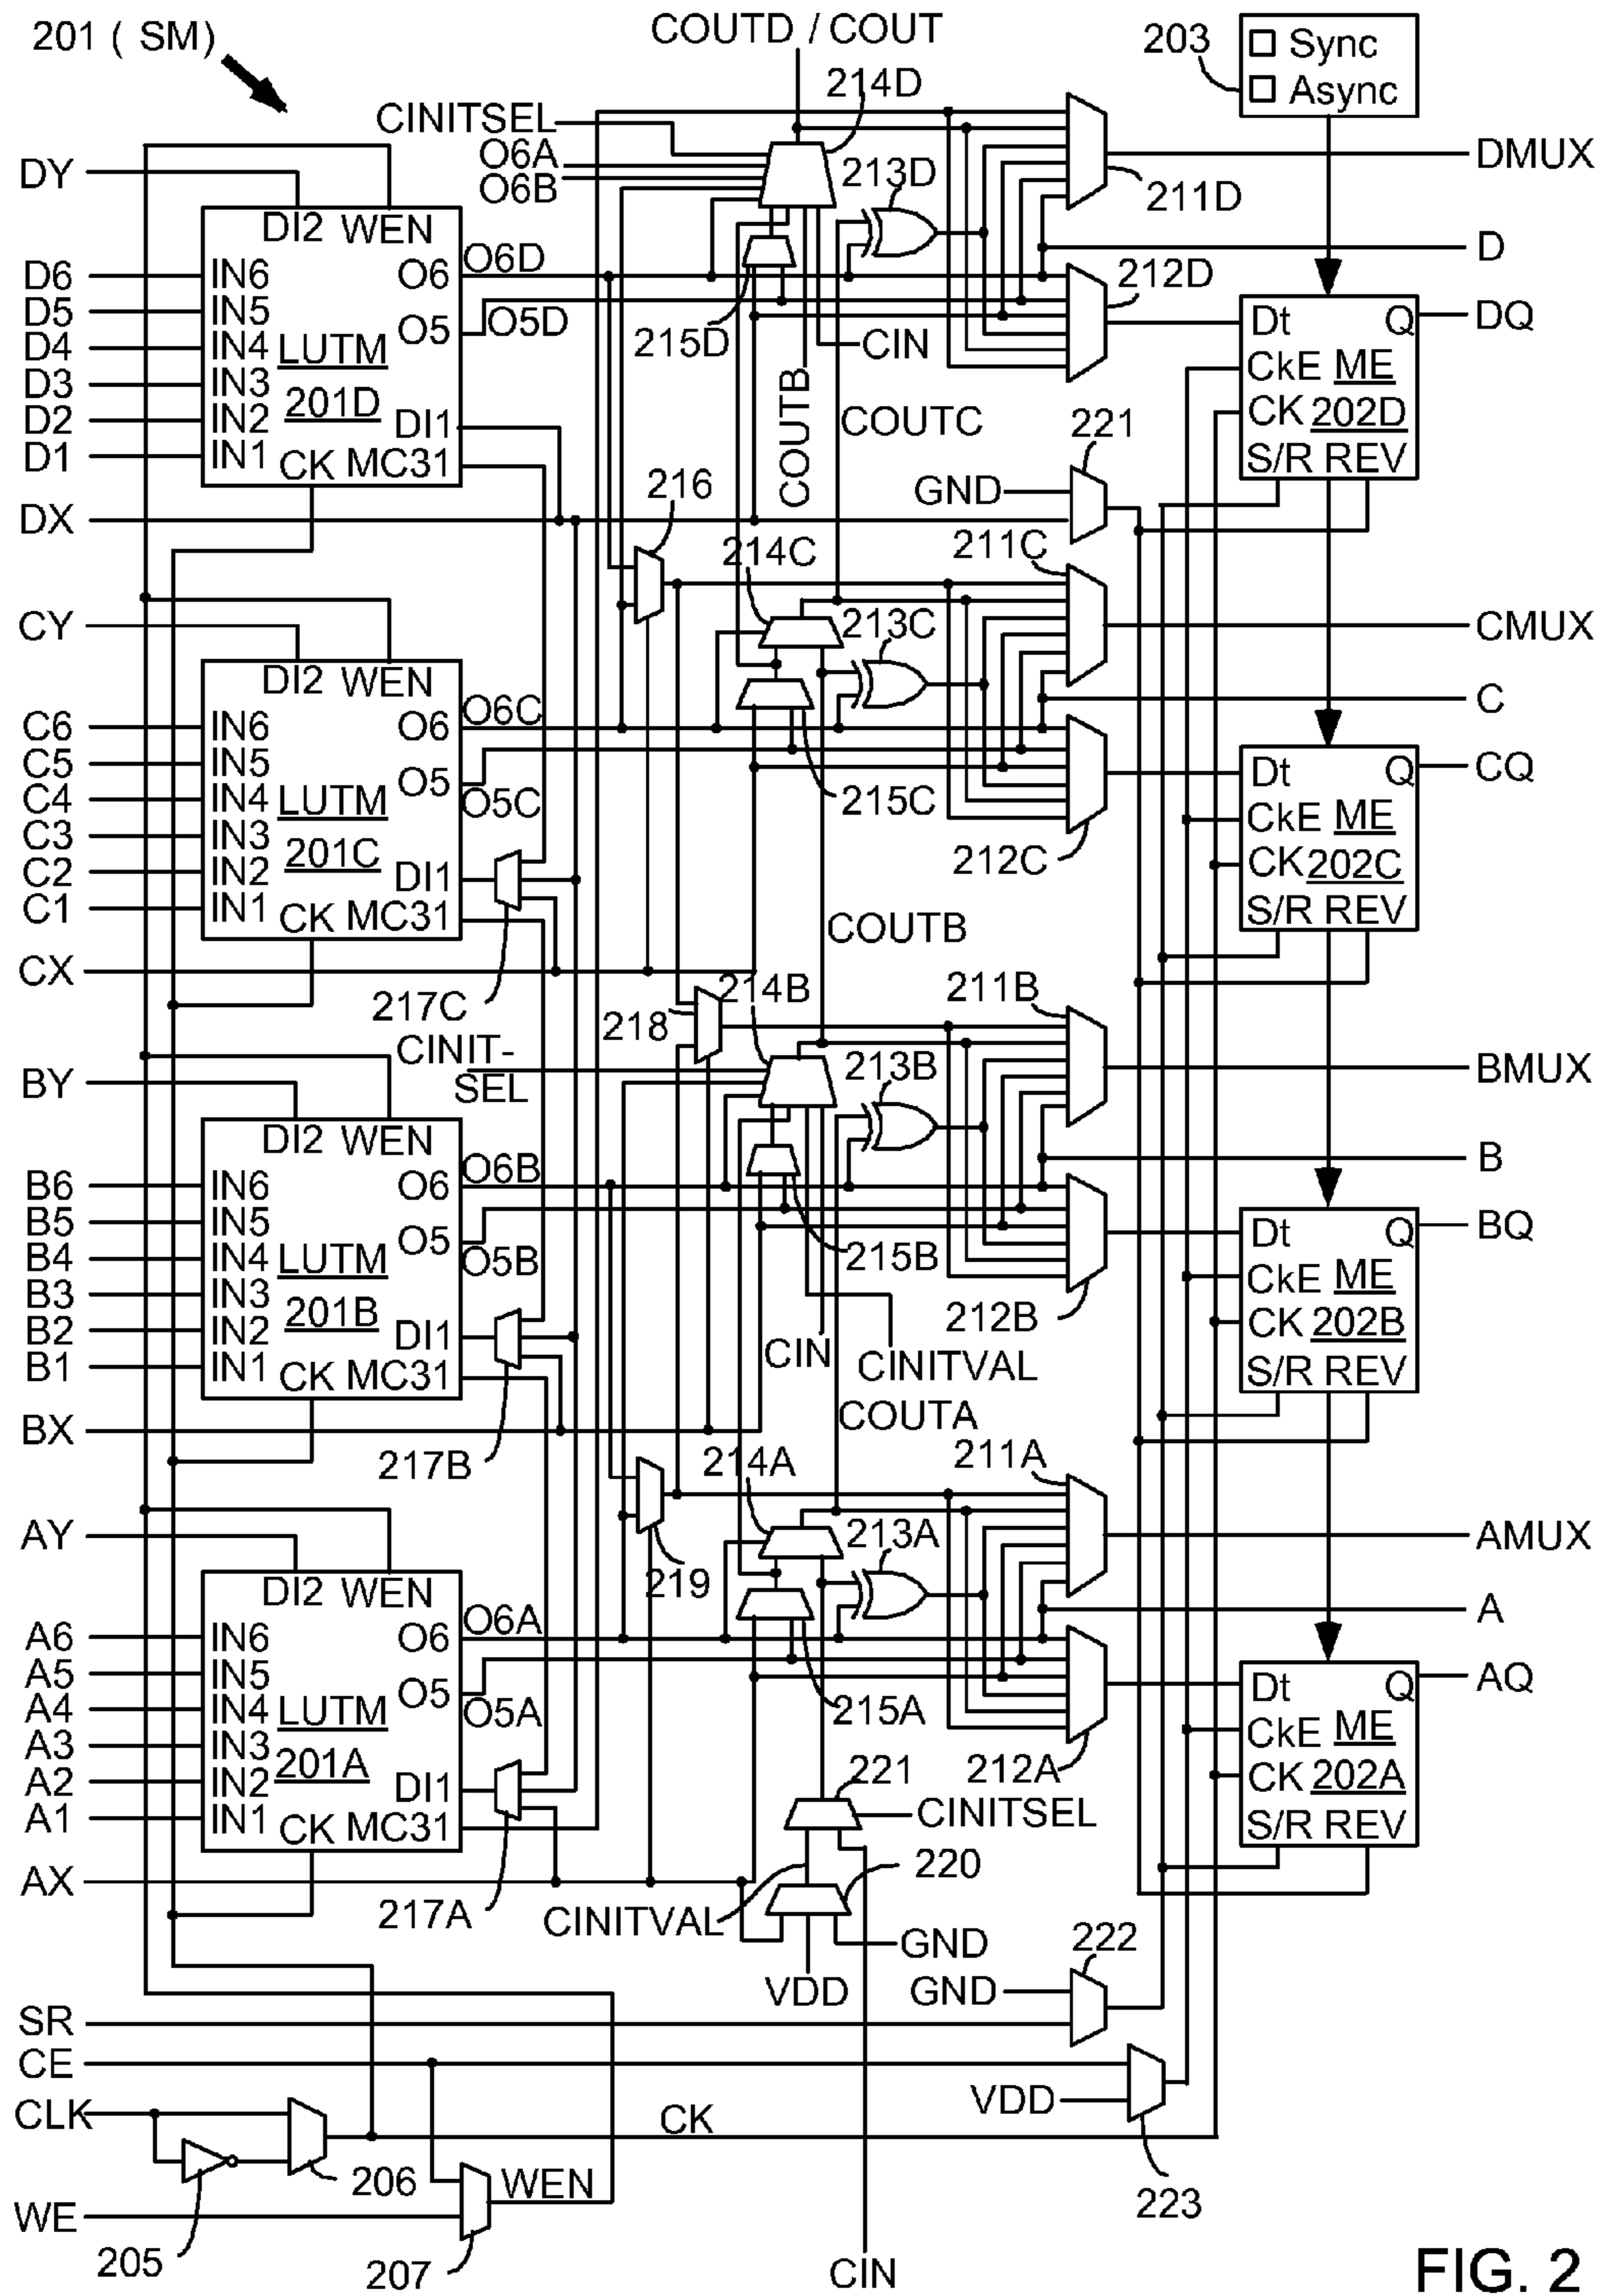 201 ( SM)
COUTD / COUT
203
Sync
Async
214D
CINITSEL
O6A
O6B
213D
211D
DMUX
DY
DI2 WEN
D6
D5
D4
D3
D2
D1
IN6
IN5
IN4
IN3
IN2
IN1
LUTM
201D
O6
O5
DI1
CK MC31
O6D
O5D
215D
CIN
COUTB
COUTC
212D
D
DQ
Dt
Q
CkE ME
CK 202D
S/R REV
221
GND
DX
216
214C
211C
213C
CMUX
CY
DI2 WEN
C6
C5
C4
C3
C2
C1
IN6
IN5
IN4
IN3
IN2
IN1
LUTM
201C
O6
O5
DI1
CK MC31
O6C
O5C
215C
212C
C
CQ
Dt
Q
CkE ME
CK 202C
S/R REV
COUTB
CX
217C
218
214B
211B
213B
CINIT-
SEL
BMUX
BY
DI2 WEN
B6
B5
B4
B3
B2
B1
IN6
IN5
IN4
IN3
IN2
IN1
LUTM
201B
O6
O5
DI1
CK MC31
O6B
O5B
215B
212B
B
BQ
Dt
Q
CkE ME
CK 202B
S/R REV
CIN
CINITVAL
COUTA
BX
217B
214A
211A
213A
219
AMUX
AY
DI2 WEN
A6
A5
A4
A3
A2
A1
IN6
IN5
IN4
IN3
IN2
IN1
LUTM
201A
O6
O5
DI1
CK MC31
O6A
O5A
215A
212A
A
AQ
Dt
Q
CkE ME
CK 202A
S/R REV
221
CINITSEL
220
AX
217A
CINITVAL
GND
VDD
222
GND
SR
CE
VDD
CLK
CK
206
WEN
223
WE
205
207
CIN
FIG. 2